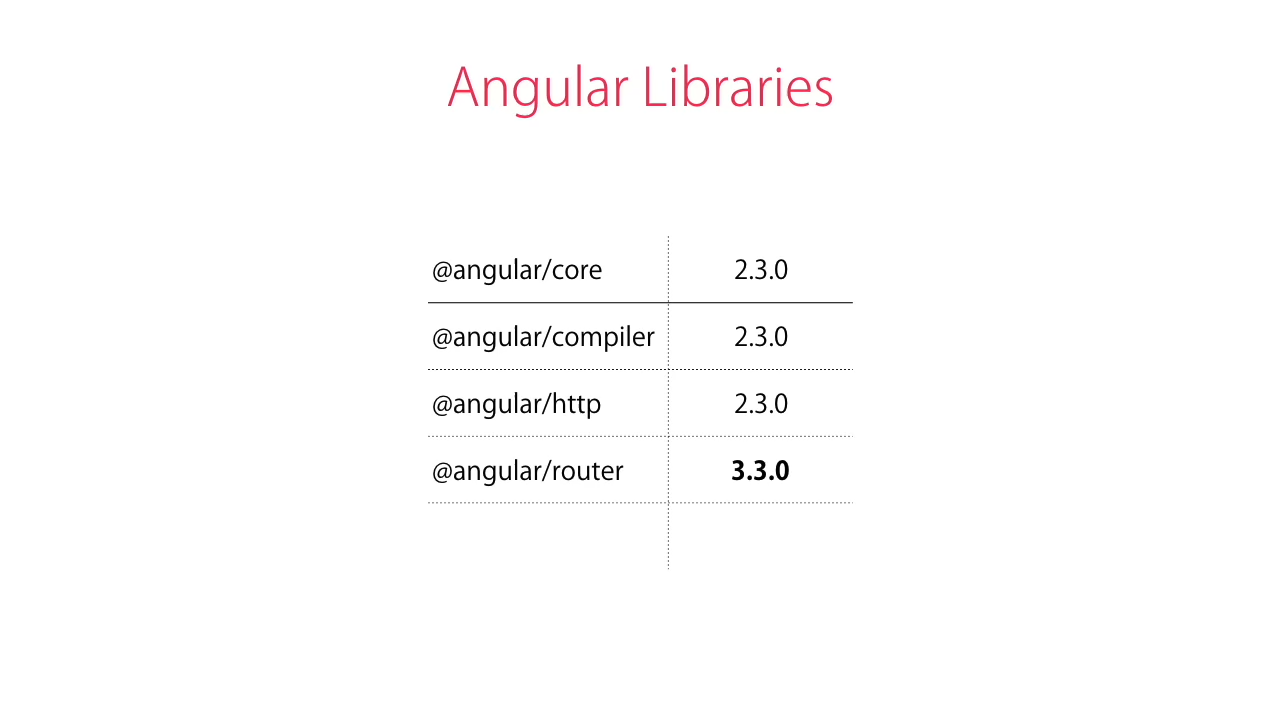 Angular Libraries
@angular/core 2.3.0
@angular/compiler 2.3.0
@angular/http 2.3.0
@angular/router 3.3.0